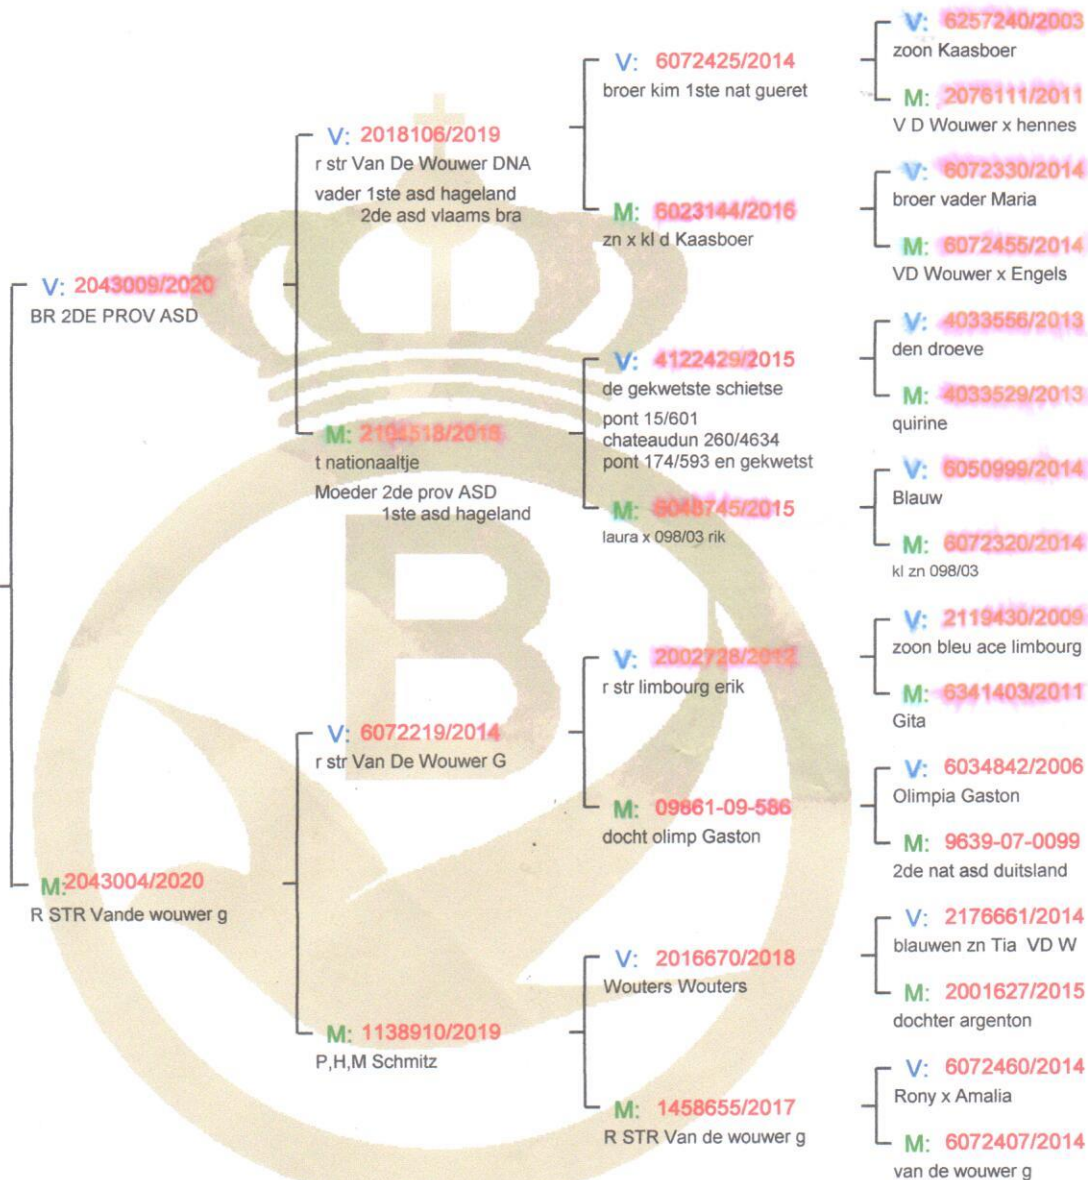 V: 2043009/2020
BR 2DE PROV ASD
V: 2018106/2019
r str Van De Wouwer DNA
vader 1ste asd hageland
2de asd vlaams bra
V: 6072425/2014
broer kim 1ste nat gueret
V: 6257240/2003
zoon Kaasboer
M: 2076111/2011
V D Wouwer x hennes
M: 6023144/2016
zn x kl d Kaasboer
V: 6072330/2014
broer vader Maria
M: 6072455/2014
VD Wouwer x Engels
M:
t nationaaltje
Moeder 2de prov ASD
1ste asd hageland
V: 4122429/2015
de gekwetste schietse
pont 15/601
chateaudun 260/4634
pont 174/593 en gekwetst
V: 4033556/2013
den droeve
M: 4033529/2013
quirine
M:
laura x 098/03 rik
V: 6050999/2014
Blauw
M: 6072320/2014
kl zn 098/03
M: 2043004/2020
R STR Vande wouwer g
V: 6072219/2014
r str Van De Wouwer G
V: 2002728/2012
r str limbourg erik
V: 2119430/2009
zoon bleu ace limbourg
M: 6341403/2011
Gita
M: 09861-09-586
docht olimp Gaston
V: 6034842/2006
Olimpia Gaston
M: 9639-07-0099
2de nat asd duitsland
M: 1138910/2019
P,H,M Schmitz
V: 2016670/2018
Wouters Wouters
V: 2176661/2014
blauwen zn Tia VD W
M: 2001627/2015
dochter argenton
M: 1458655/2017
R STR Van de wouwer g
V: 6072460/2014
Rony x Amalia
M: 6072407/2014
van de wouwer g
B